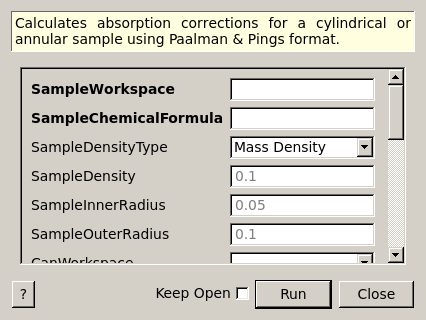 Calculates absorption corrections for a cylindrical or
annular sample using Paalman & Pings format.
SampleWorkspace
SampleChemicalFormula
SampleDensityType Mass Density
SampleDensity 0.1
SampleInnerRadius 0.05
SampleOuterRadius 0.1
CanWorkspace
? Keep Open Run Close